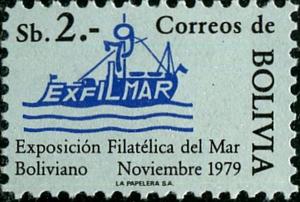 Sb. 2.- Correos de
BOLIVIA
EXFILMAR
Exposición Filatélica del Mar
Boliviano Noviembre 1979
LA PAPELERA S.A.